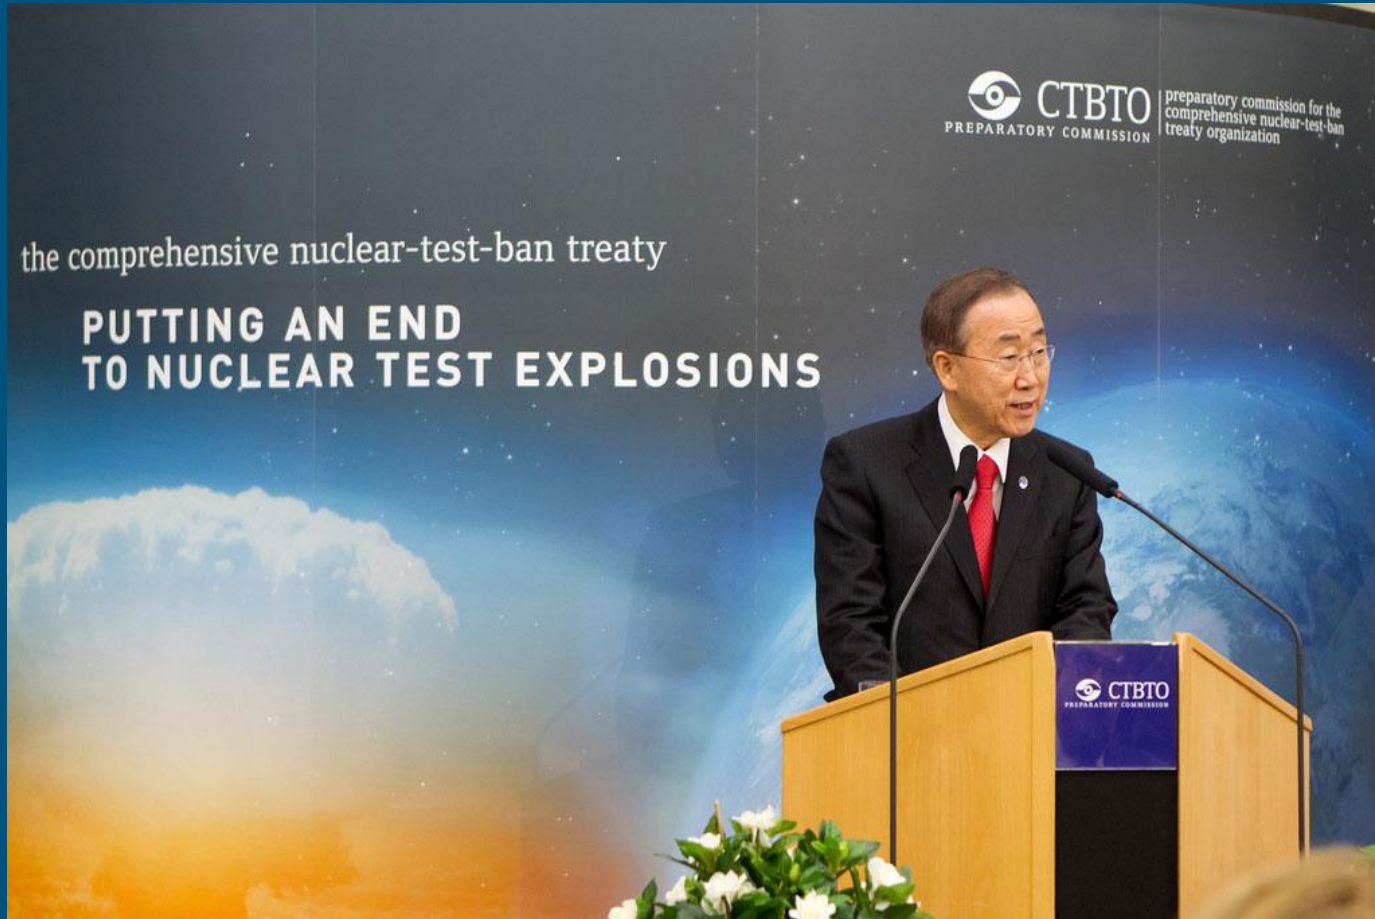 CTBTO
PREPARATORY COMMISSION
preparatory commission for the
comprehensive nuclear-test-ban
treaty organization
the comprehensive nuclear-test-ban treaty
PUTTING AN END
TO NUCLEAR TEST EXPLOSIONS
CTBTO
PREPARATORY COMMISSION